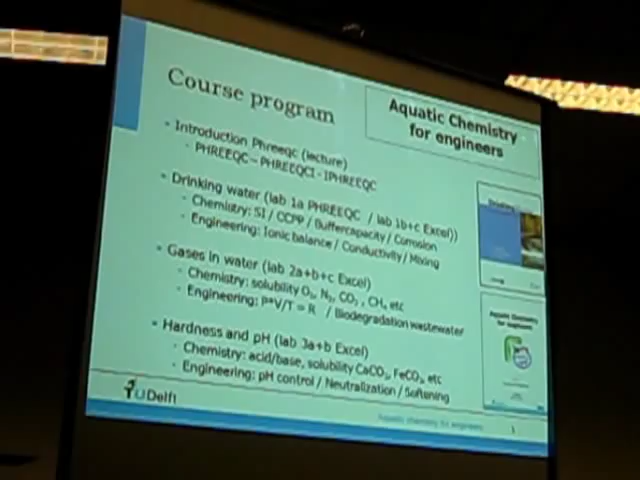 Course program
Aquatic Chemistry
for engineers
Introduction Phreeqc (lecture)
PHREEQC – PHREEQCI - IPHREEQC
Drinking water (lab 1a PHREEQC / lab 1b+c Excel))
Chemistry: SI / CCPP / Buffercapacity / Corrosion
Engineering: Ionic balance / Conductivity / Mixing
Gases in water (lab 2a+b+c Excel)
Chemistry: solubility O₂, N₂, CO₂ , CH₄ etc
Engineering: P*V/T = R / Biodegradation wastewater
Hardness and pH (lab 3a+b Excel)
Chemistry: acid/base, solubility CaCO₃, FeCO₃, etc
Engineering: pH control / Neutralization / Softening
Drinking
Aquatic Chemistry
for engineers
TU Delft
Aquatic chemistry for engineers